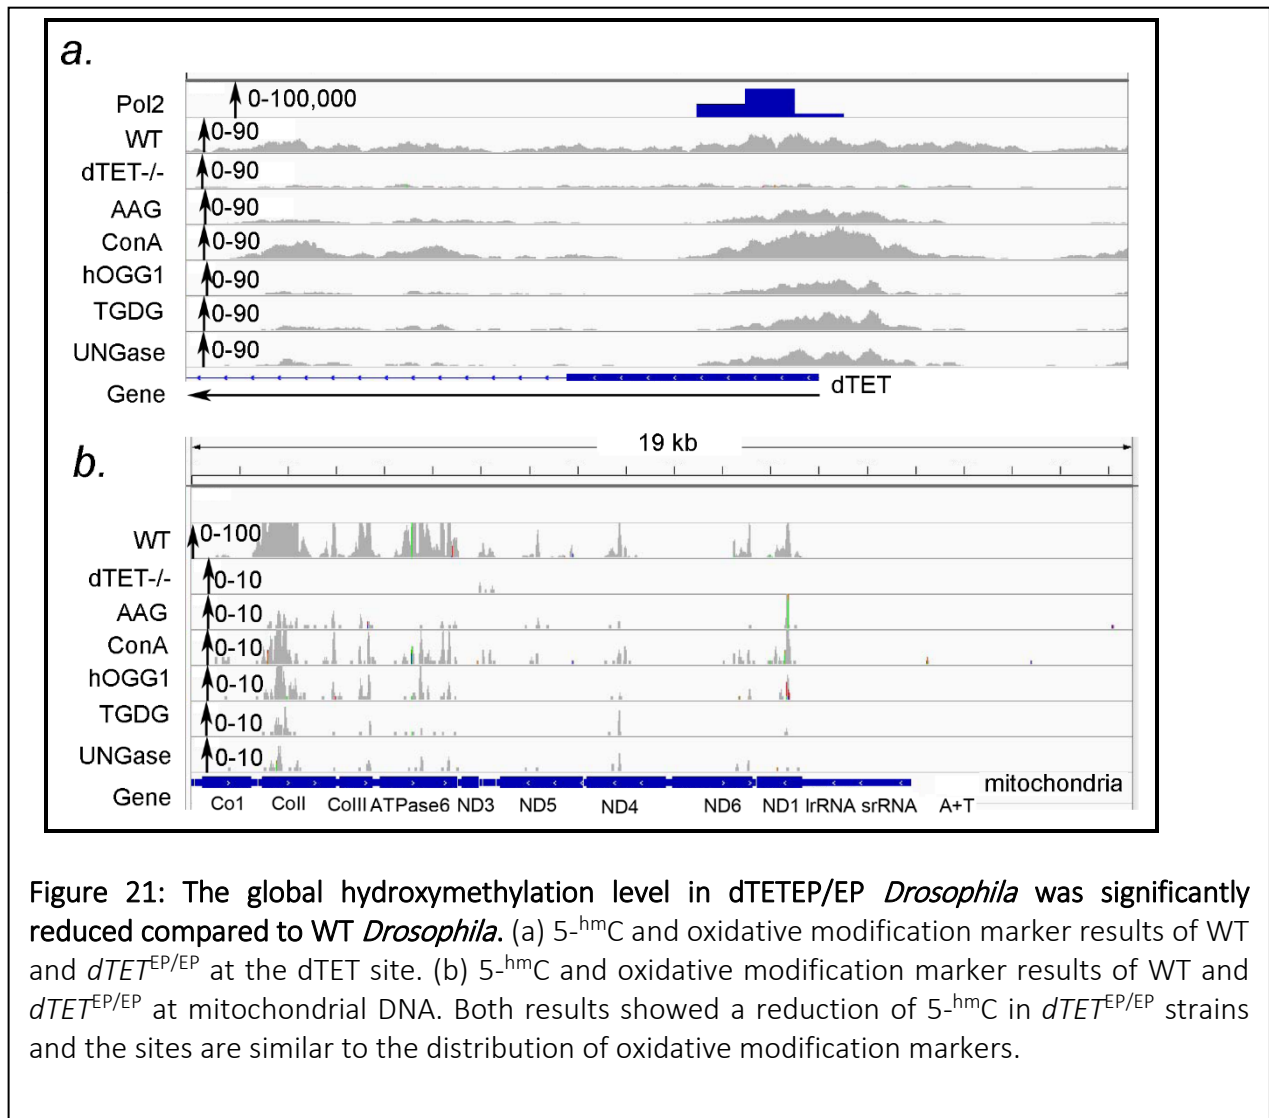 a.
Pol2 0-100,000
WT 0-90
dTET-/- 0-90
AAG 0-90
ConA 0-90
hOGG1 0-90
TGDG 0-90
UNGase 0-90
Gene dTET
b.
19 kb
WT 0-100
dTET-/- 0-10
AAG 0-10
ConA 0-10
hOGG1 0-10
TGDG 0-10
UNGase 0-10
Gene mitochondria
Co1 CoII CoIII ATPase6 ND3 ND5 ND4 ND6 ND1 lrRNA srRNA A+T
Figure 21: The global hydroxymethylation level in dTETEP/EP Drosophila was significantly
reduced compared to WT Drosophila. (a) 5-hmC and oxidative modification marker results of WT
and dTETEP/EP at the dTET site. (b) 5-hmC and oxidative modification marker results of WT and
dTETEP/EP at mitochondrial DNA. Both results showed a reduction of 5-hmC in dTETEP/EP strains
and the sites are similar to the distribution of oxidative modification markers.